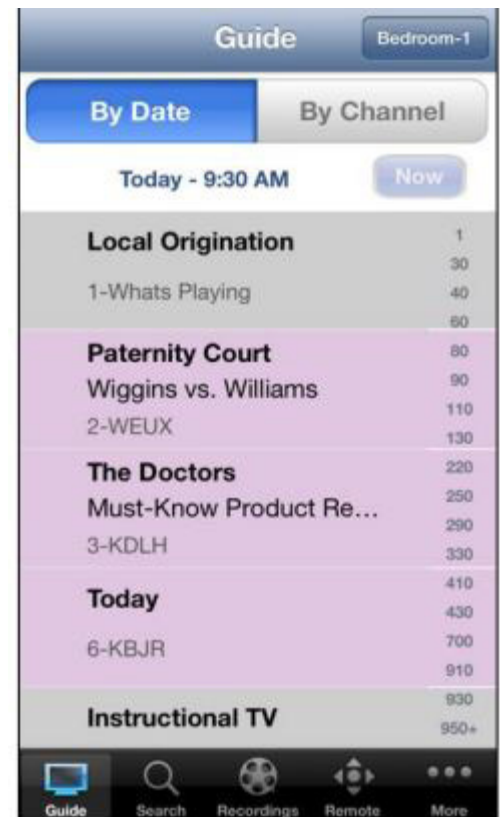 Guide
Bedroom-1
By Date
By Channel
Today - 9:30 AM
Now
Local Origination
1-Whats Playing
Paternity Court
Wiggins vs. Williams
2-WEUX
The Doctors
Must-Know Product Re...
3-KDLH
Today
6-KBJR
Instructional TV
1
30
40
60
80
90
110
130
220
250
290
330
410
430
700
910
930
950+
Guide
Search
Recordings
Remote
More